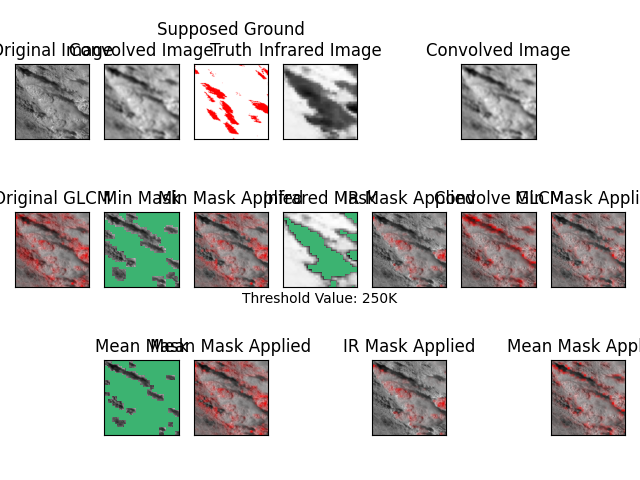 Supposed Ground
Original Image Convolved Image Truth Infrared Image Convolved Image
Original GLCM Min Mask Min Mask Applied Infrared Mask IR Mask Applied Convolve GLCM Min Mask Appli
Threshold Value: 250K
Mean Mask Mean Mask Applied IR Mask Applied Mean Mask Appl